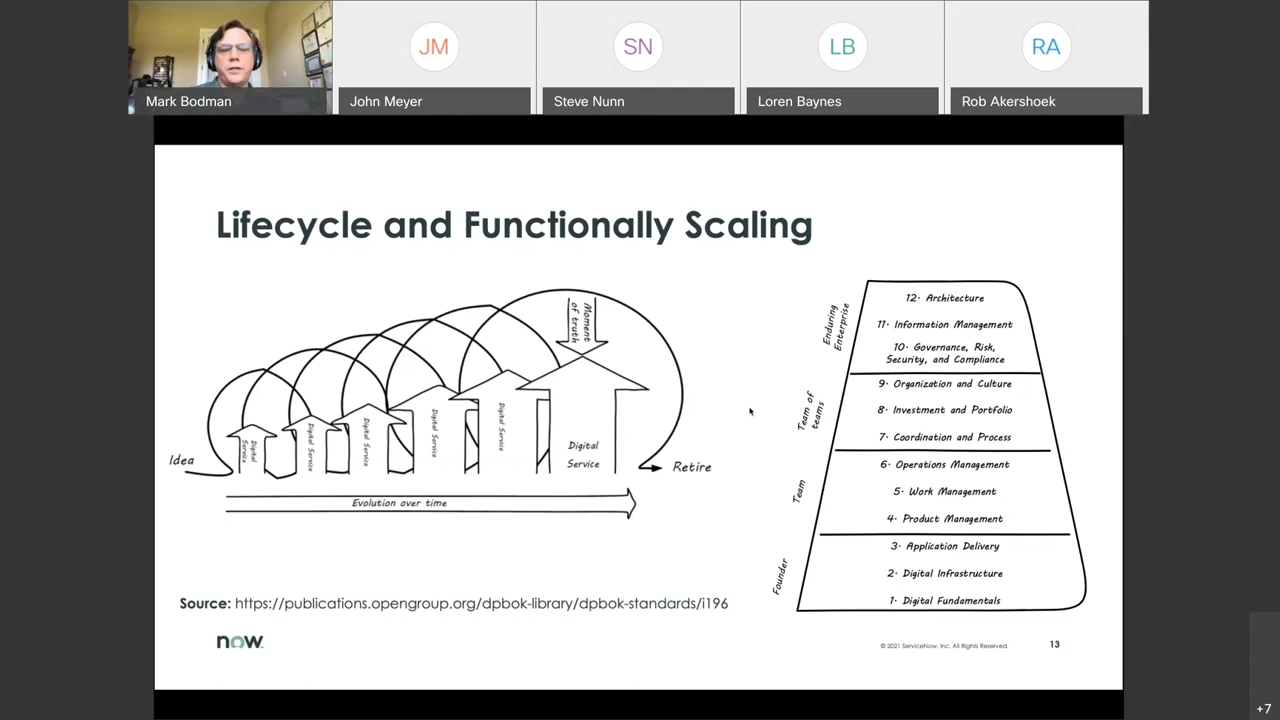 JM
SN
LB
RA
Mark Bodman
John Meyer
Steve Nunn
Loren Baynes
Rob Akershoek
Lifecycle and Functionally Scaling
Moment
of truth
Digital
Service
Digital Service
Digital Service
Digital Service
Digital Service
Digital
Service
Idea
Retire
Evolution over time
Enduring
Enterprise
12. Architecture
11. Information Management
10. Governance, Risk,
Security, and Compliance
Team of
teams
9. Organization and Culture
8. Investment and Portfolio
7. Coordination and Process
Team
6. Operations Management
5. Work Management
4. Product Management
Founder
3. Application Delivery
2. Digital Infrastructure
1. Digital Fundamentals
Source: https://publications.opengroup.org/dpbok-library/dpbok-standards/i196
now.
© 2021 ServiceNow, Inc. All Rights Reserved.
13
+7